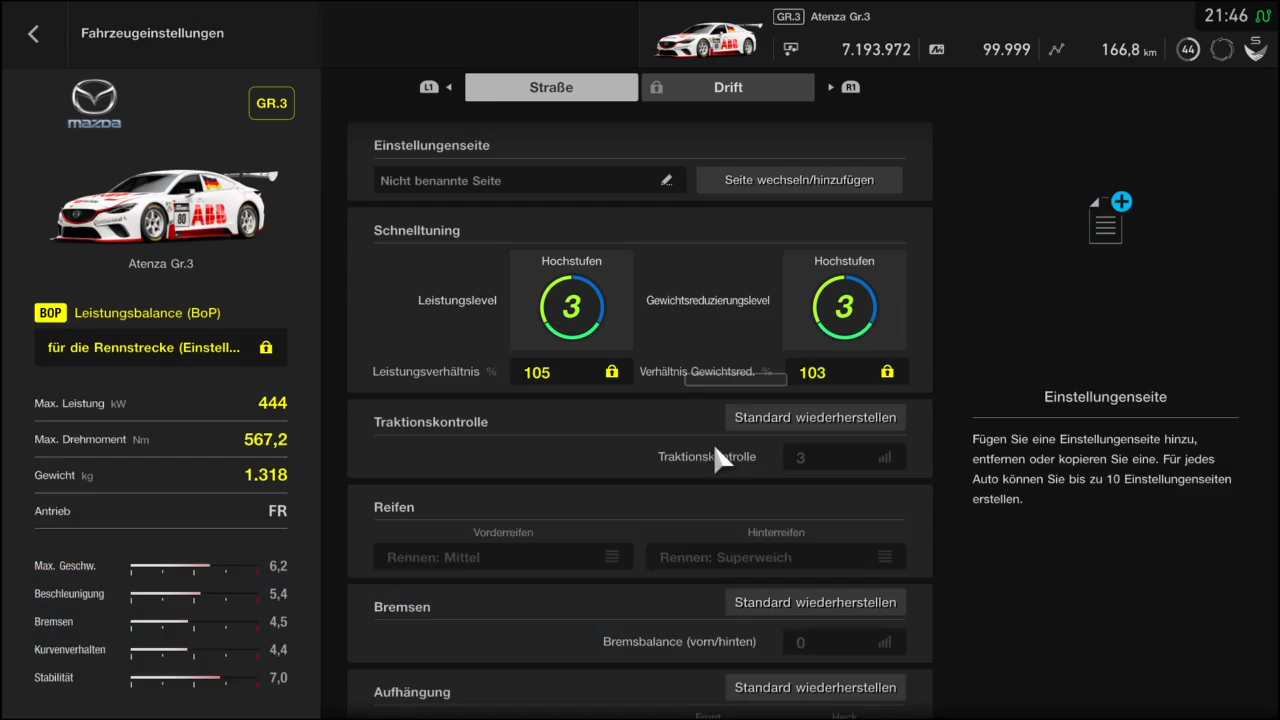 Fahrzeugeinstellungen
GR.3 Atenza Gr.3
7.193.972 99.999 166,8 km 44
21:46
mazda
GR.3
80 ABB
Atenza Gr.3
BOP Leistungsbalance (BoP)
für die Rennstrecke (Einstell...
Max. Leistung kW 444
Max. Drehmoment Nm 567,2
Gewicht kg 1.318
Antrieb FR
Max. Geschw. 6,2
Beschleunigung 5,4
Bremsen 4,5
Kurvenverhalten 4,4
Stabilität 7,0
L1 Straße Drift R1
Einstellungenseite
Nicht benannte Seite Seite wechseln/hinzufügen
Schnelltuning
Hochstufen Hochstufen
Leistungslevel 3 Gewichtsreduzierungslevel 3
Leistungsverhältnis % 105 Verhältnis Gewichtsred. % 103
Traktionskontrolle Standard wiederherstellen
Traktionskontrolle 3
Reifen
Vorderreifen Hinterreifen
Rennen: Mittel Rennen: Superweich
Bremsen Standard wiederherstellen
Bremsbalance (vorn/hinten) 0
Aufhängung Standard wiederherstellen
Front Heck
Einstellungenseite
Fügen Sie eine Einstellungenseite hinzu,
entfernen oder kopieren Sie eine. Für jedes
Auto können Sie bis zu 10 Einstellungenseiten
erstellen.